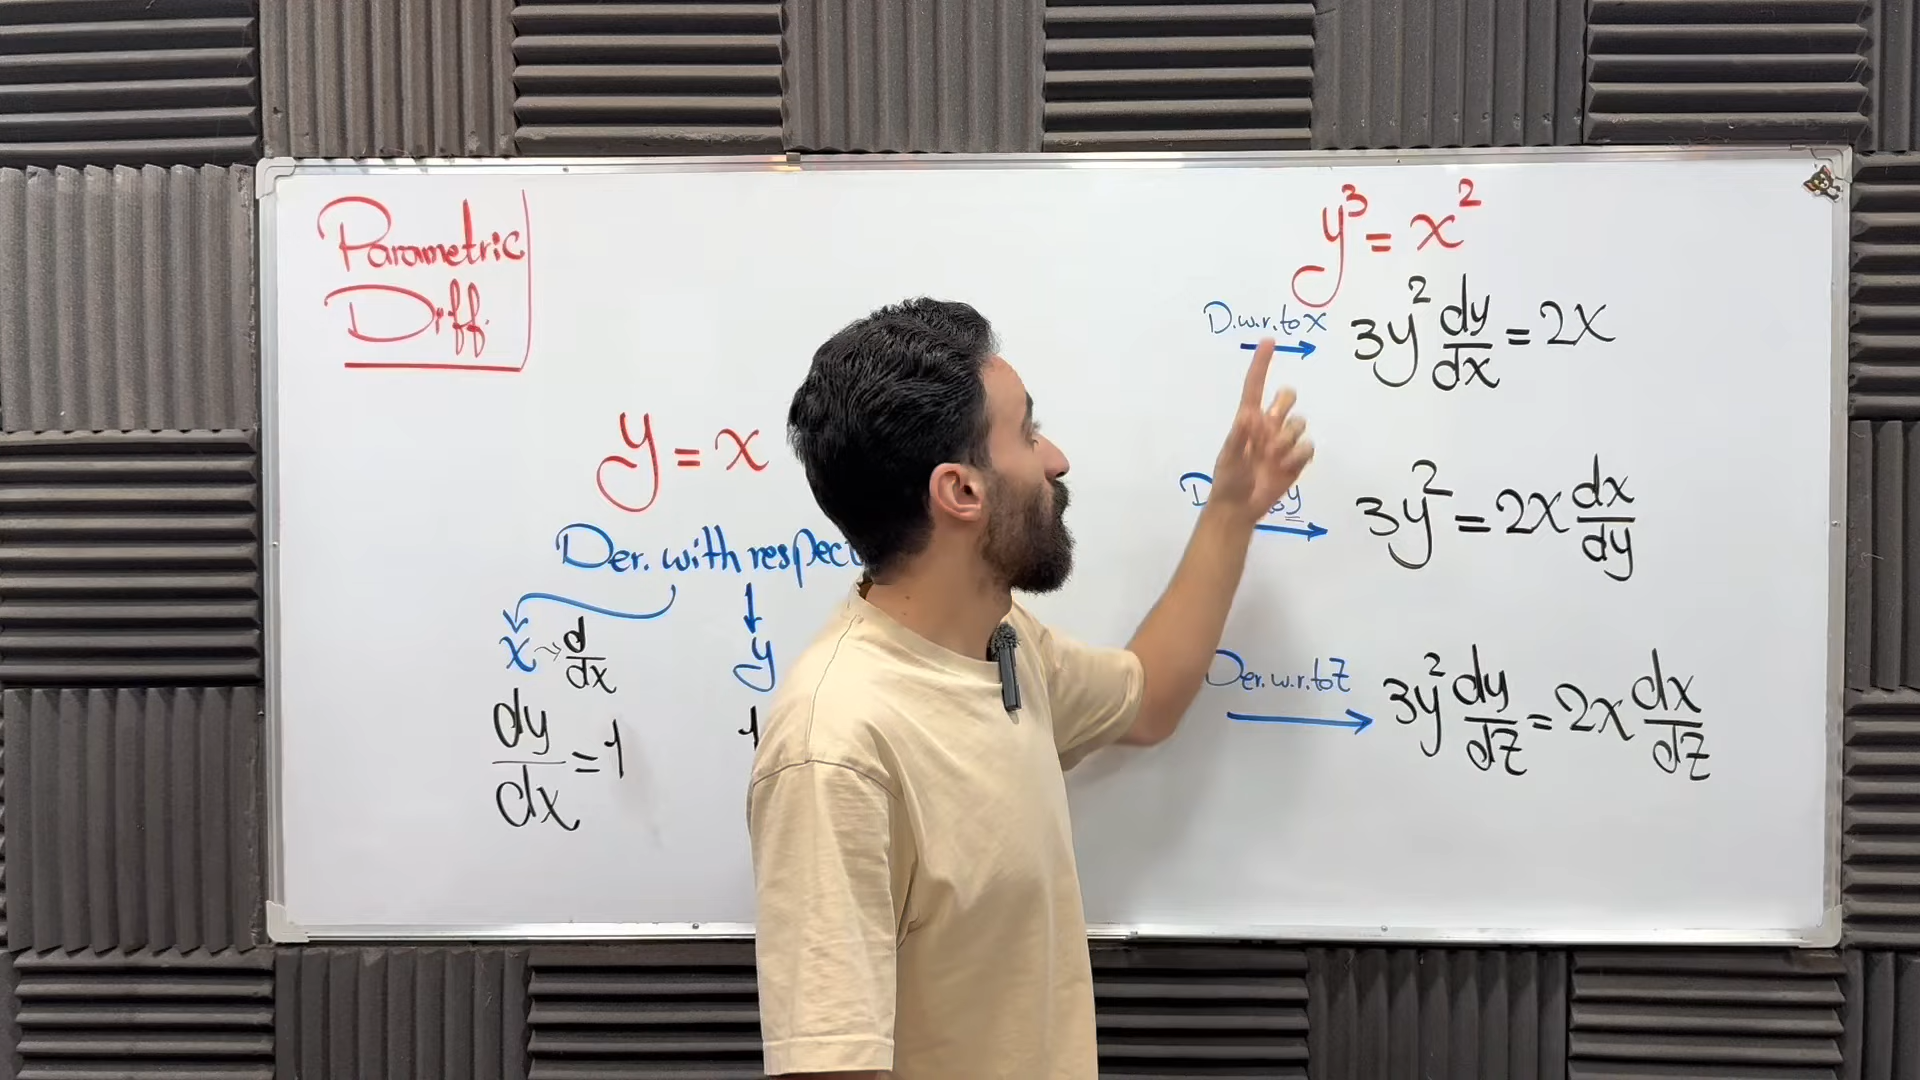 Parametric
Diff.
y = x
Der. with respect
x → d/dx
y
dy/dx = 1
1
y³ = x²
D.w.r.to x → 3y² dy/dx = 2x
→ 3y² = 2x dx/dy
Der.w.r.to z → 3y² dy/dz = 2x dx/dz